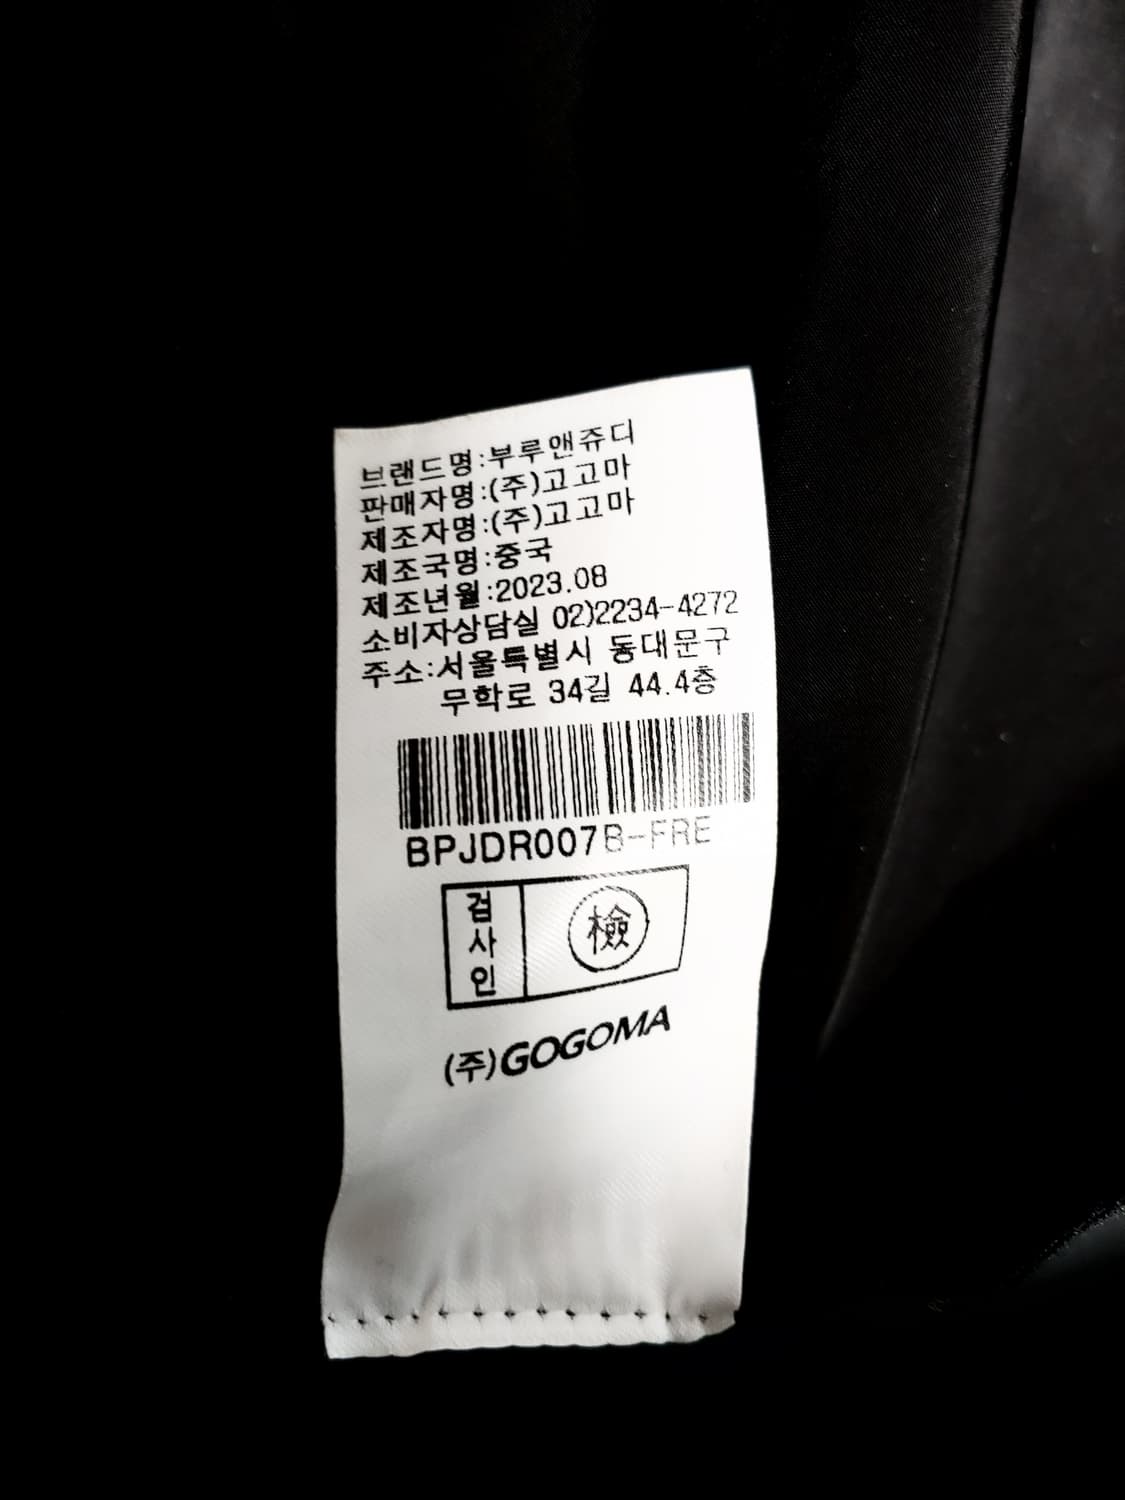 브랜드명:부루앤쥬디
판매자명:(주)고고마
제조자명:(주)고고마
제조국명:중국
제조년월:2023.08
소비자상담실 02)2234-4272
주소:서울특별시 동대문구
무학로 34길 44.4층
BPJDR007B-FRE
검사인 檢
(주)GOGOMA